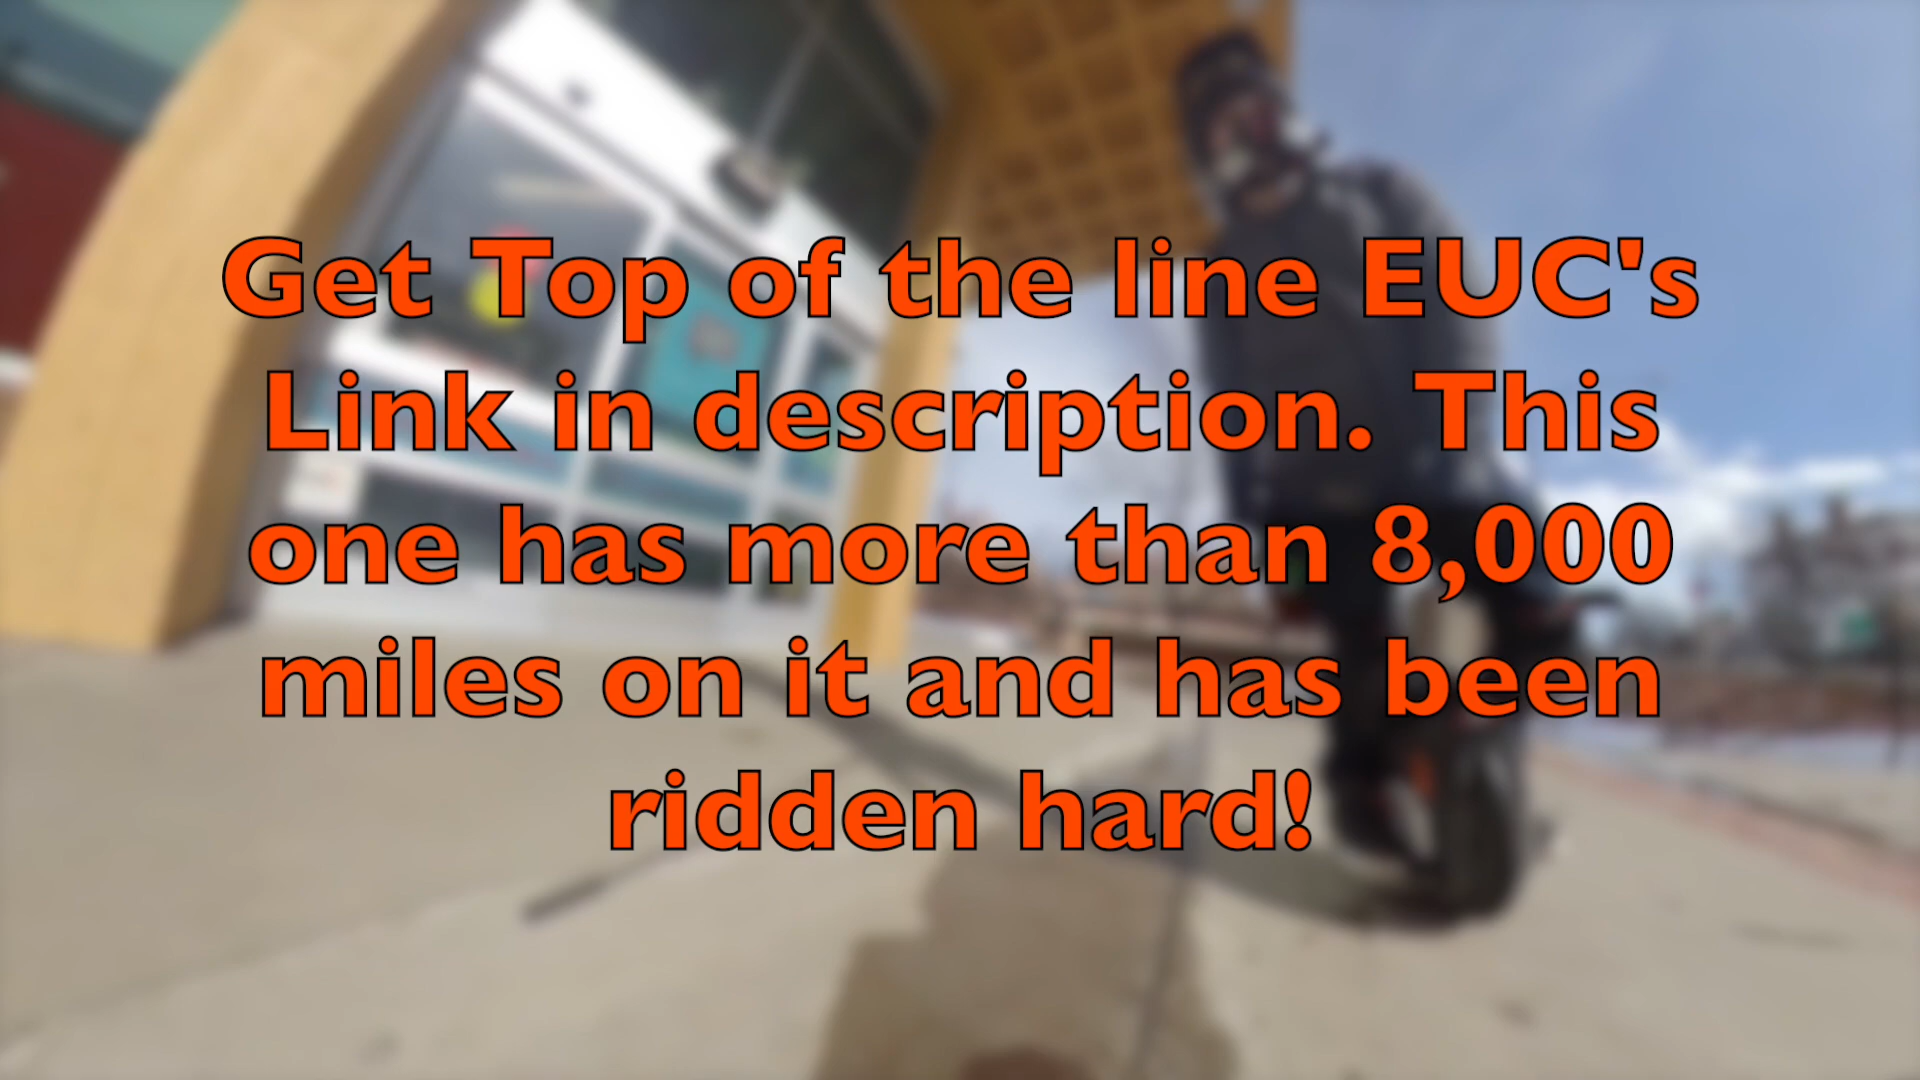 Get Top of the line EUC's
Link in description. This
one has more than 8,000
miles on it and has been
ridden hard!